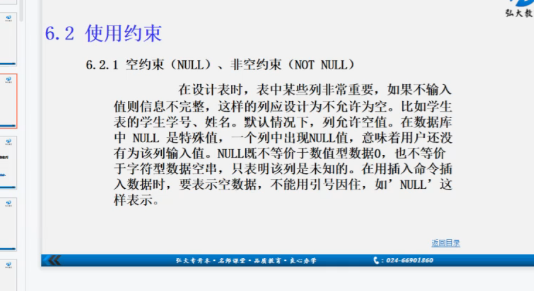 弘大教
6.2 使用约束
6.2.1 空约束（NULL）、非空约束（NOT NULL）
在设计表时，表中某些列非常重要，如果不输入
值则信息不完整，这样的列应设计为不允许为空。比如学生
表的学生学号、姓名。默认情况下，列允许空值。在数据库
中 NULL 是特殊值，一个列中出现NULL值，意味着用户还没
有为该列输入值。NULL既不等价于数值型数据0，也不等价
于字符型数据空串，只表明该列是未知的。在用插入命令插
入数据时，要表示空数据，不能用引号因住，如’NULL’这
样表示。
返回目录
弘大专升本·名师课堂·品质教育·良心办学
：024-66901860